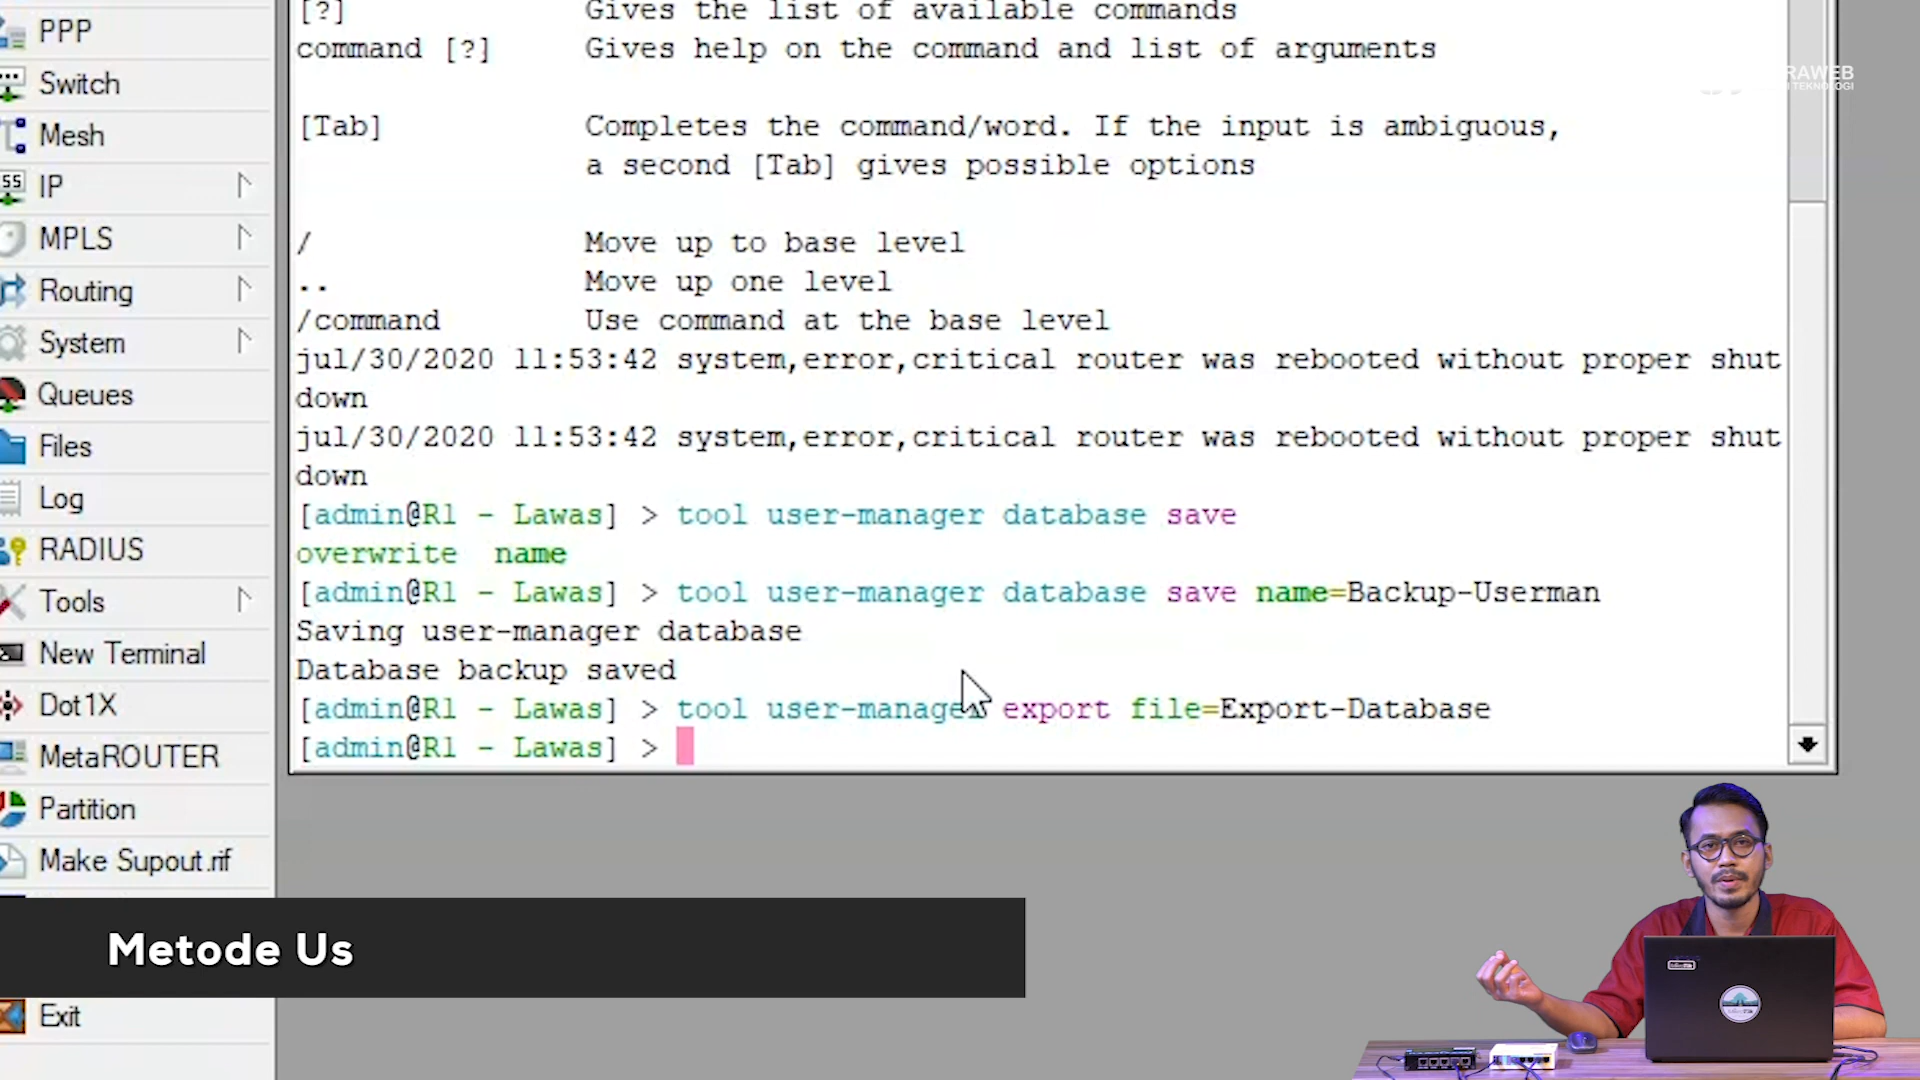 PPP
Switch
Mesh
IP
MPLS
Routing
System
Queues
Files
Log
RADIUS
Tools
New Terminal
Dot1X
MetaROUTER
Partition
Make Supout.rif
Exit
[?] Gives the list of available commands
command [?] Gives help on the command and list of arguments
[Tab] Completes the command/word. If the input is ambiguous,
a second [Tab] gives possible options
/ Move up to base level
.. Move up one level
/command Use command at the base level
jul/30/2020 11:53:42 system,error,critical router was rebooted without proper shut
down
jul/30/2020 11:53:42 system,error,critical router was rebooted without proper shut
down
[admin@R1 - Lawas] > tool user-manager database save
overwrite name
[admin@R1 - Lawas] > tool user-manager database save name=Backup-Userman
Saving user-manager database
Database backup saved
[admin@R1 - Lawas] > tool user-manager export file=Export-Database
[admin@R1 - Lawas] >
RAWEB
TEKNOLOGI
Metode Us